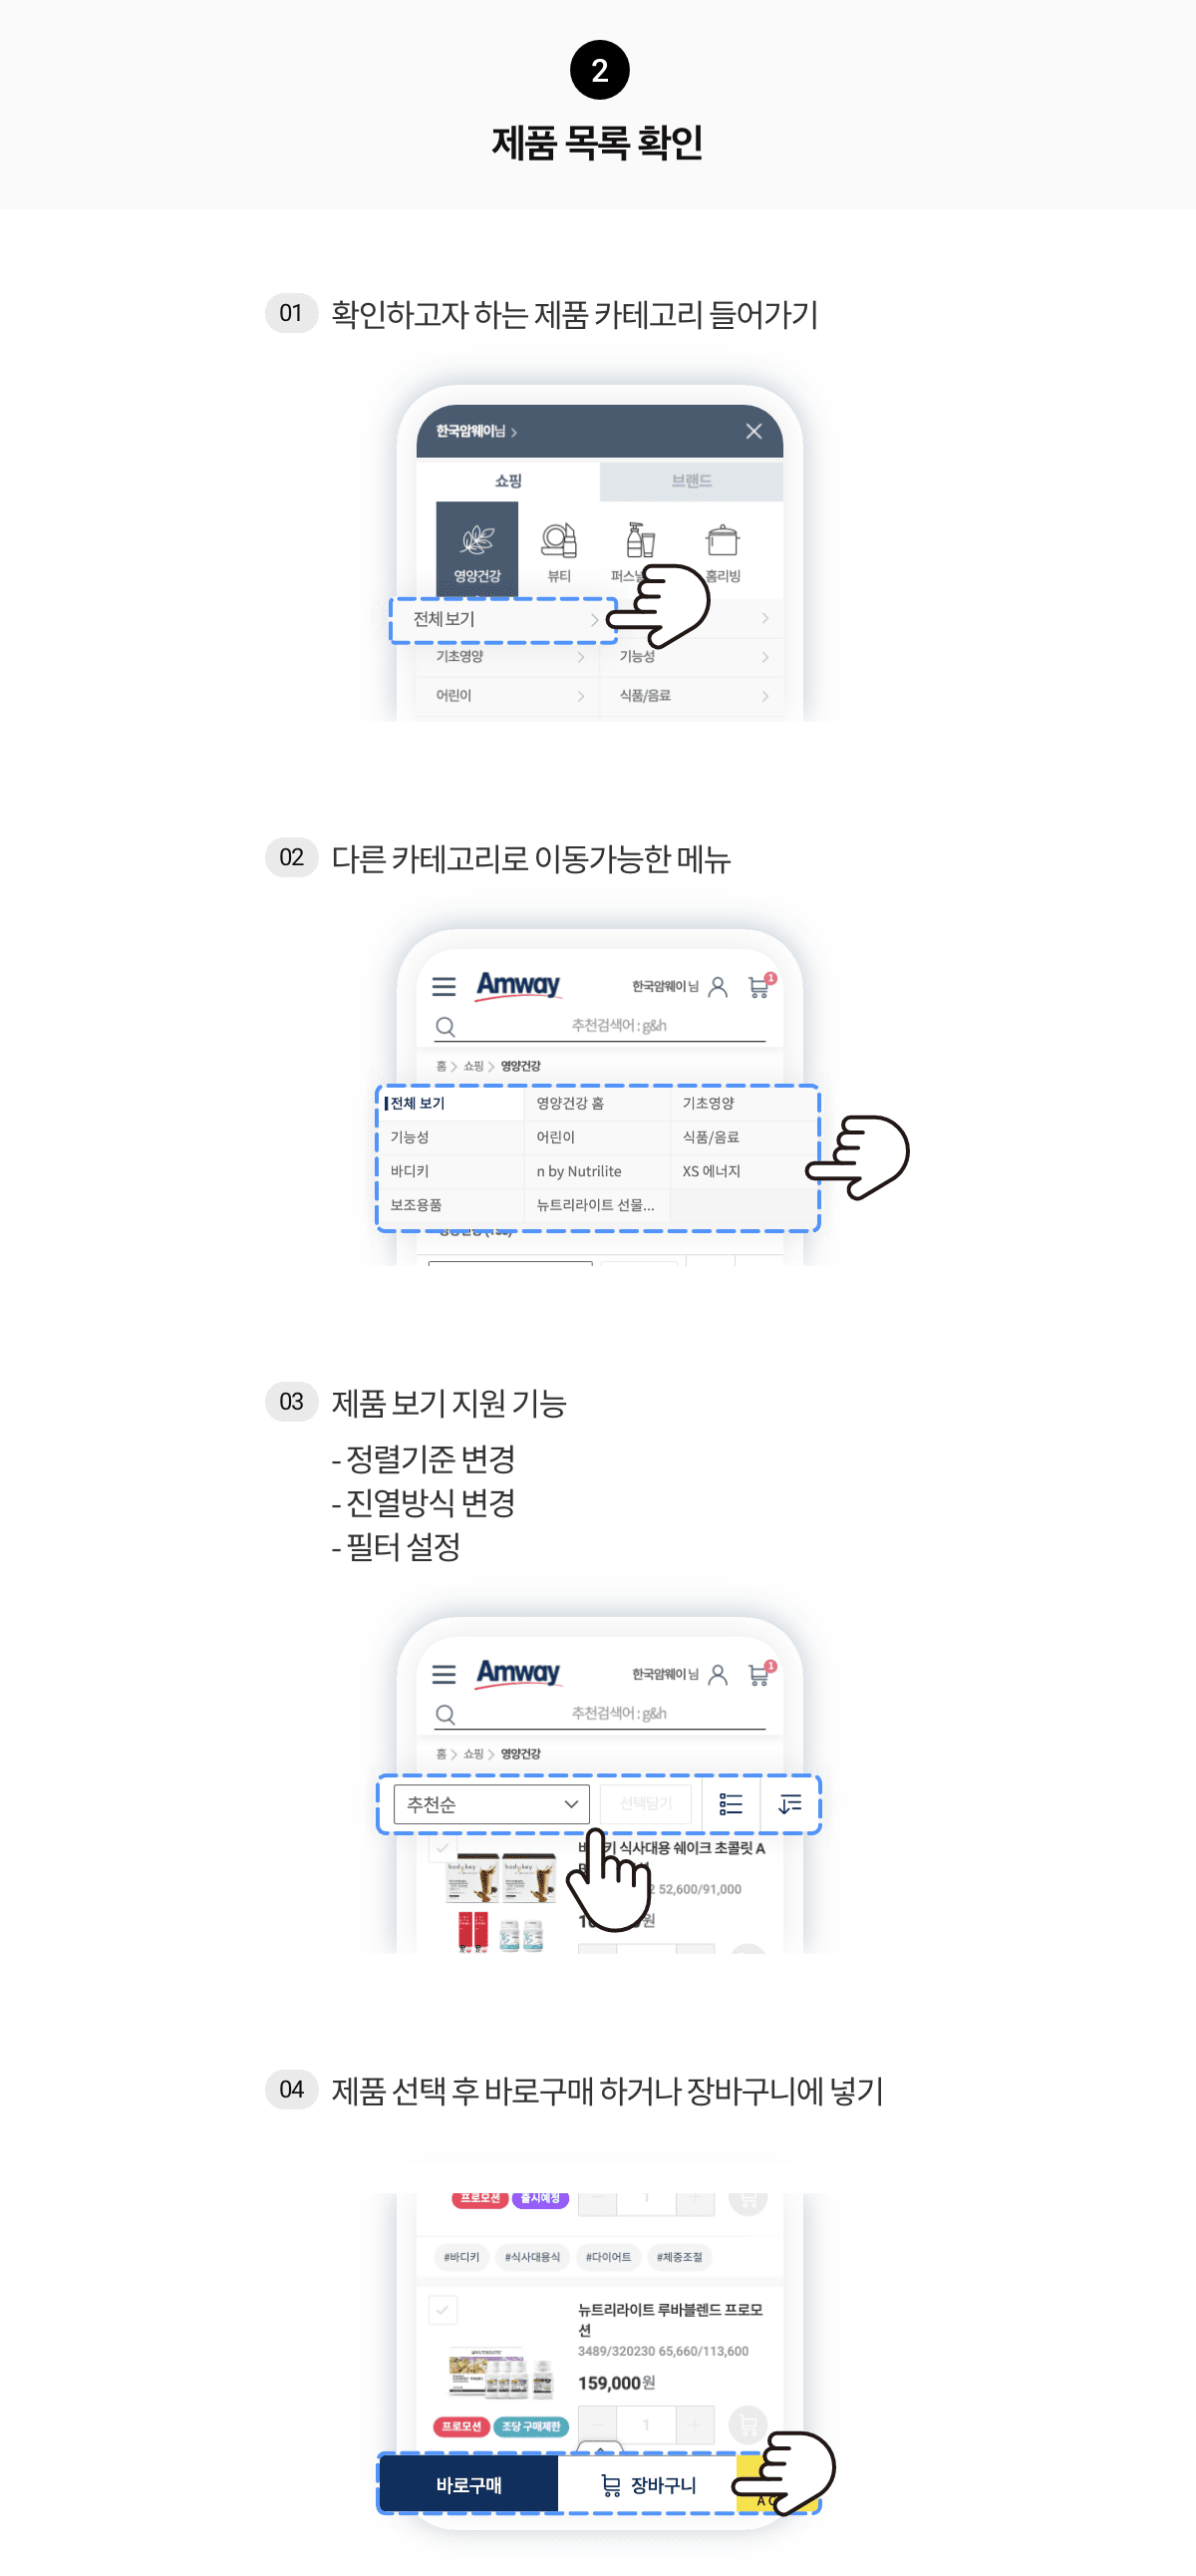 2
제품 목록 확인
01 확인하고자 하는 제품 카테고리 들어가기
한국암웨이님 >
쇼핑 브랜드
영양건강 뷰티 홈리빙
전체 보기
기초영양 기능성
어린이 식품/음료
02 다른 카테고리로 이동가능한 메뉴
Amway 한국암웨이 님 1
추천검색어 : g&h
홈 > 쇼핑 > 영양건강
전체 보기 영양건강 홈 기초영양
기능성 어린이 식품/음료
바디키 n by Nutrilite XS 에너지
보조용품 뉴트리라이트 선물...
03 제품 보기 지원 기능
- 정렬기준 변경
- 진열방식 변경
- 필터 설정
Amway 한국암웨이 님 1
추천검색어 : g&h
홈 > 쇼핑 > 영양건강
추천순 선택담기
식사대용 쉐이크 초콜릿 A
bodykey bodykey
52,600/91,000
원
04 제품 선택 후 바로구매 하거나 장바구니에 넣기
프로모션 출시예정 1
#바디키 #식사대용식 #다이어트 #체중조절
뉴트리라이트 루바블렌드 프로모
션
3489/320230 65,660/113,600
159,000원
프로모션 조당 구매제한 1
바로구매 장바구니